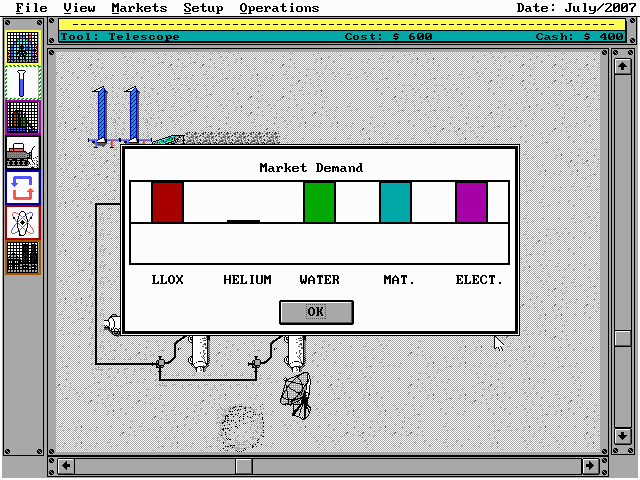 File View Markets Setup Operations Date: July/2007
Tool: Telescope Cost: $ 600 Cash: $ 400
Market Demand
LLOX HELIUM WATER MAT. ELECT.
OK